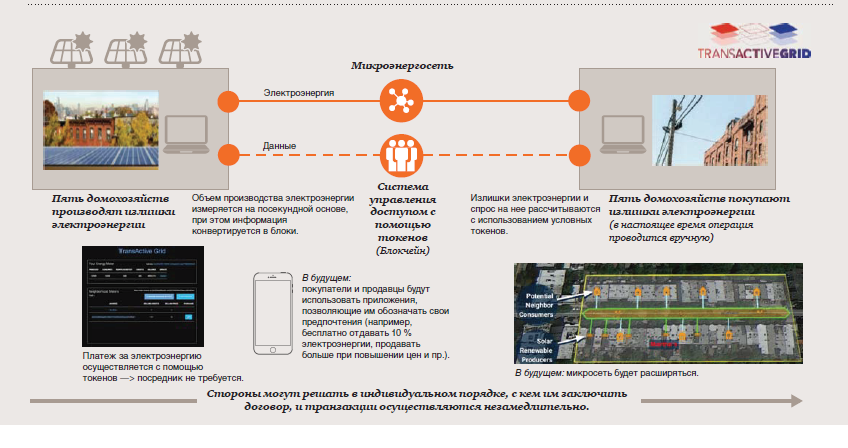 TRANSACTIVEGRID
Микроэнергосеть
Электроэнергия
Данные
Пять домохозяйств
производят излишки
электроэнергии
Объем производства электроэнергии
измеряется на посекундной основе,
при этом информация
конвертируется в блоки.
Система
управления
доступом с
помощью
токенов
(Блокчейн)
Излишки электроэнергии и
спрос на нее рассчитываются
с использованием условных
токенов.
Пять домохозяйств покупают
излишки электроэнергии
(в настоящее время операция
проводится вручную)
TransActive Grid
Платеж за электроэнергию
осуществляется с помощью
токенов —> посредник не требуется.
В будущем:
покупатели и продавцы будут
использовать приложения,
позволяющие им обозначать свои
предпочтения (например,
бесплатно отдавать 10 %
электроэнергии, продавать
больше при повышении цен и пр.).
Potential
Neighbor
Consumers
Solar
Renewable
Producers
В будущем: микросеть будет расширяться.
Стороны могут решать в индивидуальном порядке, с кем им заключить
договор, и транзакции осуществляются незамедлительно.